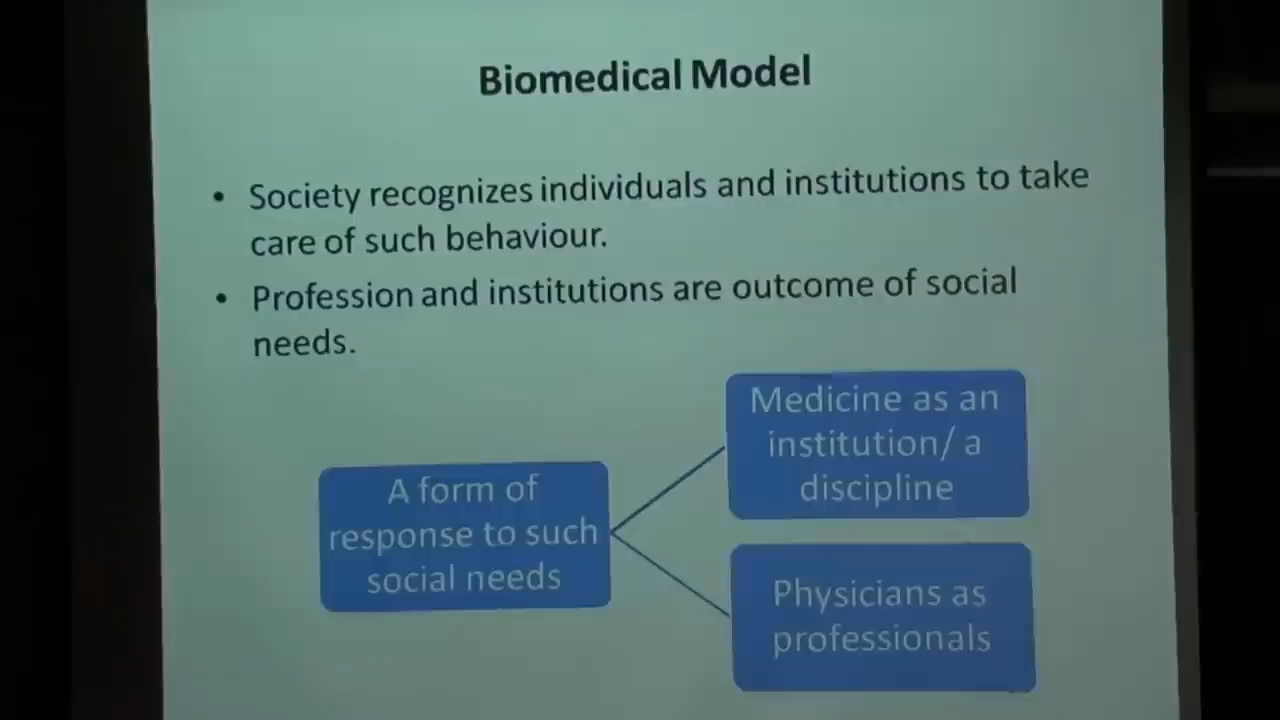 Biomedical Model
• Society recognizes individuals and institutions to take
care of such behaviour.
• Profession and institutions are outcome of social
needs.
A form of
response to such
social needs
Medicine as an
institution/ a
discipline
Physicians as
professionals